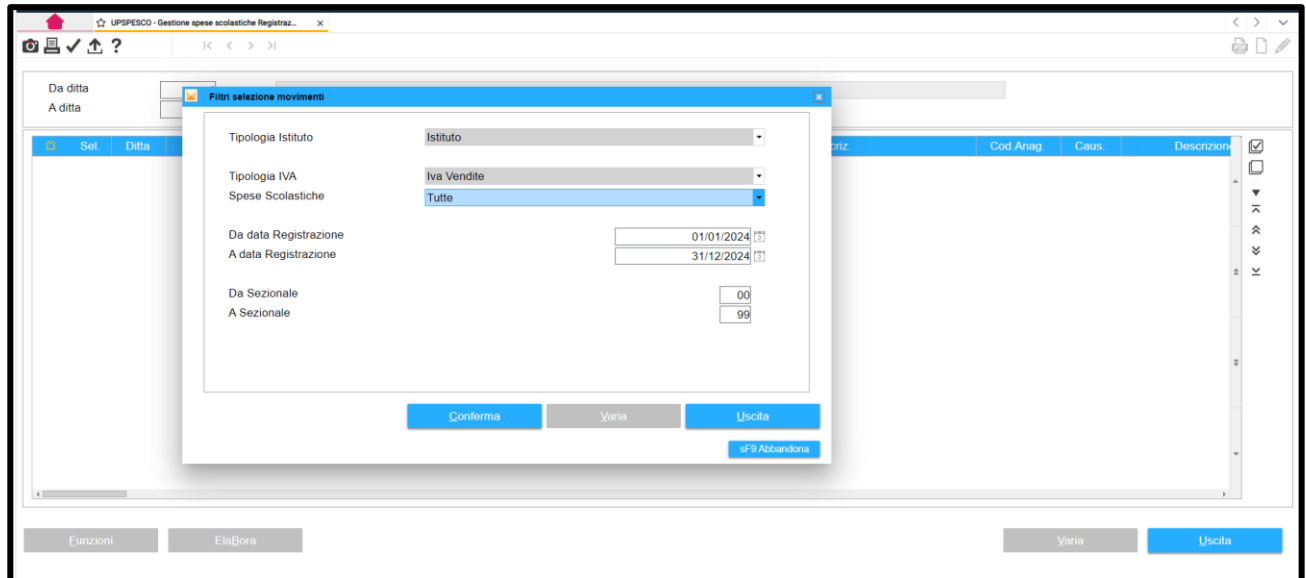 UPSPESCO - Gestione spese scolastiche Registraz...
Da ditta
A ditta
Filtri selezione movimenti
Tipologia Istituto Istituto
Tipologia IVA Iva Vendite
Spese Scolastiche Tutte
Da data Registrazione 01/01/2024
A data Registrazione 31/12/2024
Da Sezionale 00
A Sezionale 99
Conferma Varia Uscita
sF9 Abbandona
Sel. Ditta criz. Cod.Anag. Caus. Descrizione
Funzioni ElaBora Varia Uscita